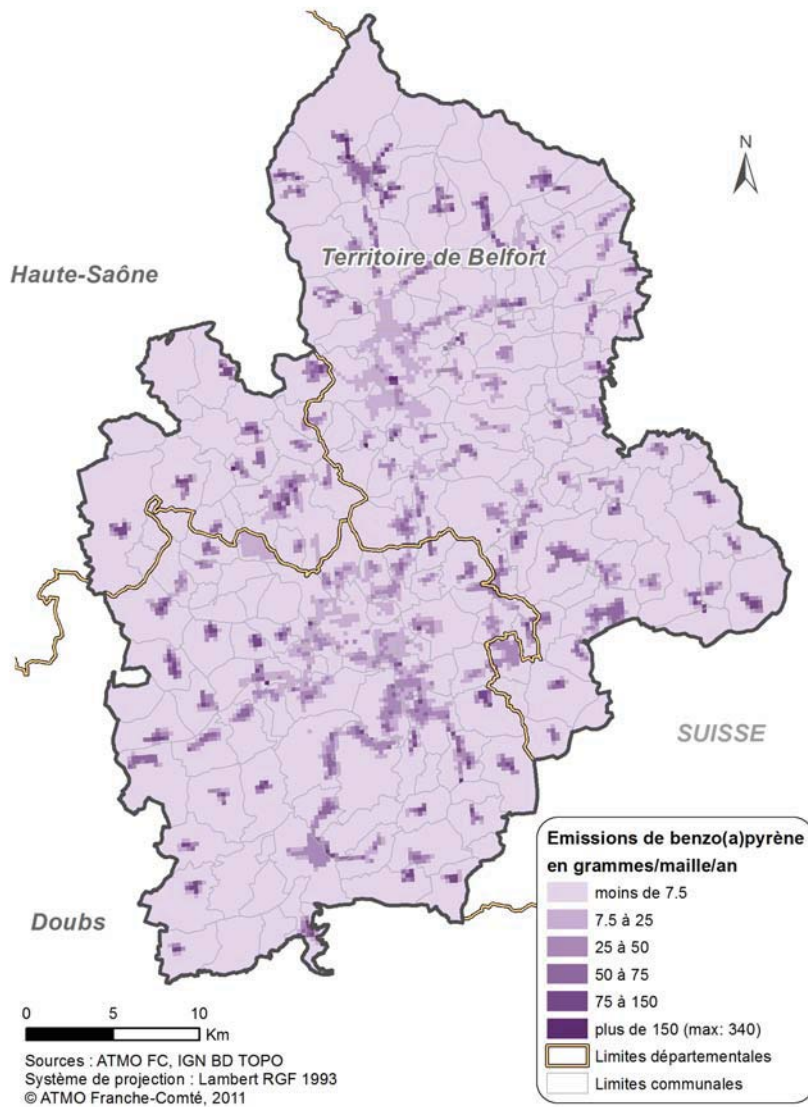 N
Territoire de Belfort
Haute-Saône
SUISSE
Doubs
Emissions de benzo(a)pyrène
en grammes/maille/an
moins de 7.5
7.5 à 25
25 à 50
50 à 75
75 à 150
plus de 150 (max: 340)
Limites départementales
Limites communales
0 5 10
Km
Sources : ATMO FC, IGN BD TOPO
Système de projection : Lambert RGF 1993
© ATMO Franche-Comté, 2011